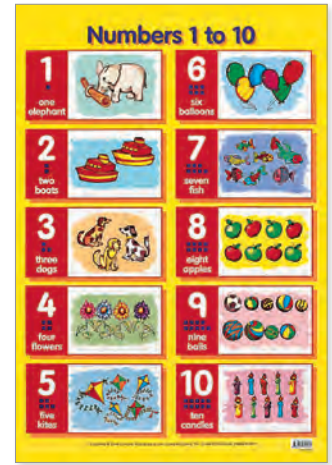 Numbers 1 to 10
1
one
elephant
2
two
boats
3
three
dogs
4
four
flowers
5
five
kites
6
six
balloons
7
seven
fish
8
eight
apples
9
nine
balls
10
ten
candles